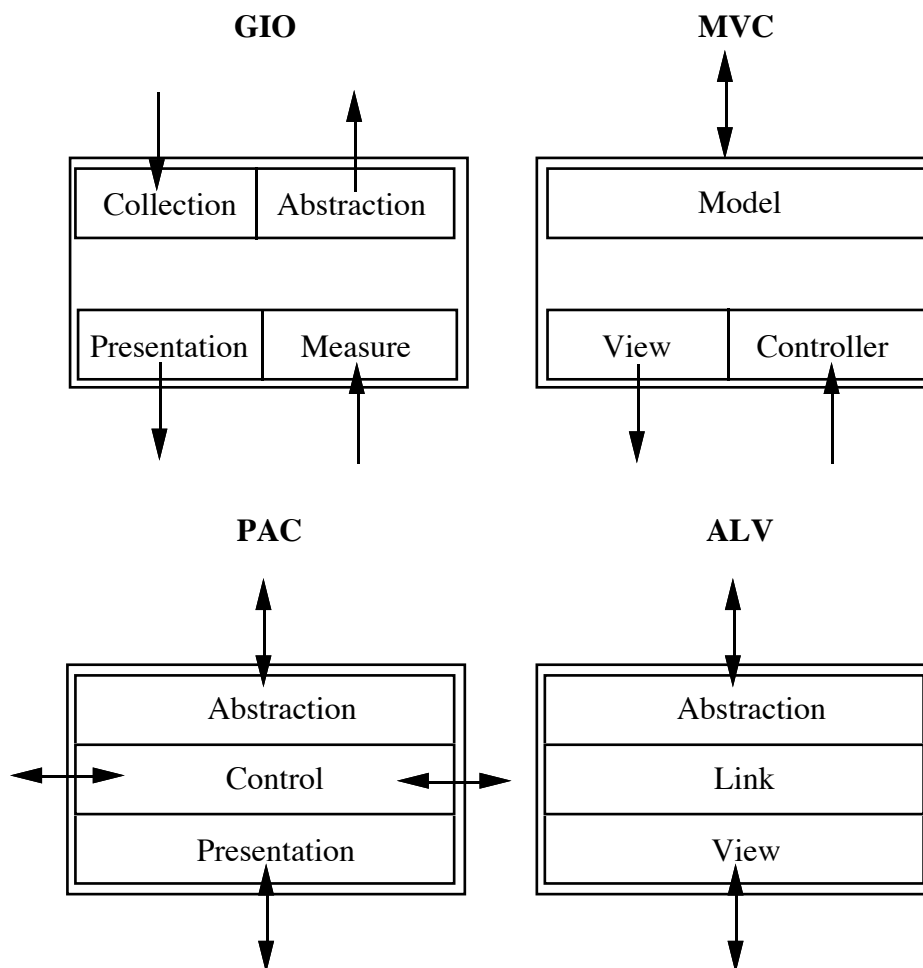 GIO
MVC
Collection
Abstraction
Model
Presentation
Measure
View
Controller
PAC
ALV
Abstraction
Abstraction
Control
Link
Presentation
View